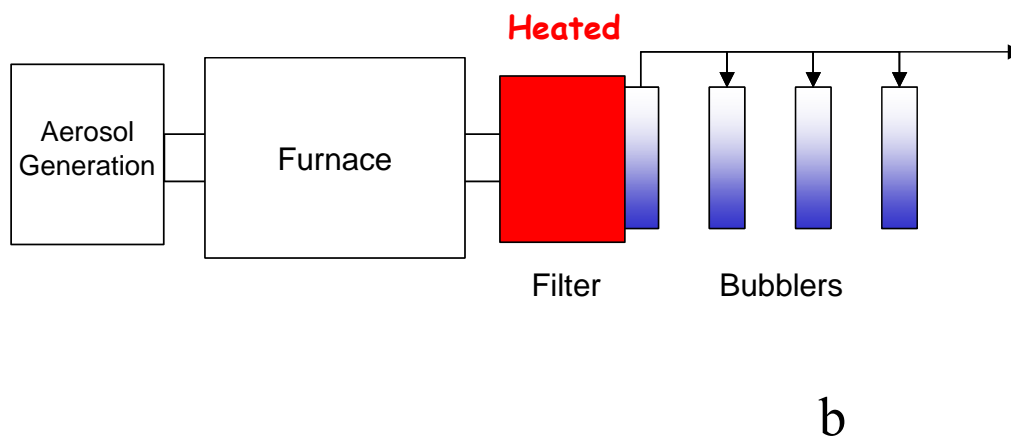 Heated
Aerosol
Generation
Furnace
Filter
Bubblers
b